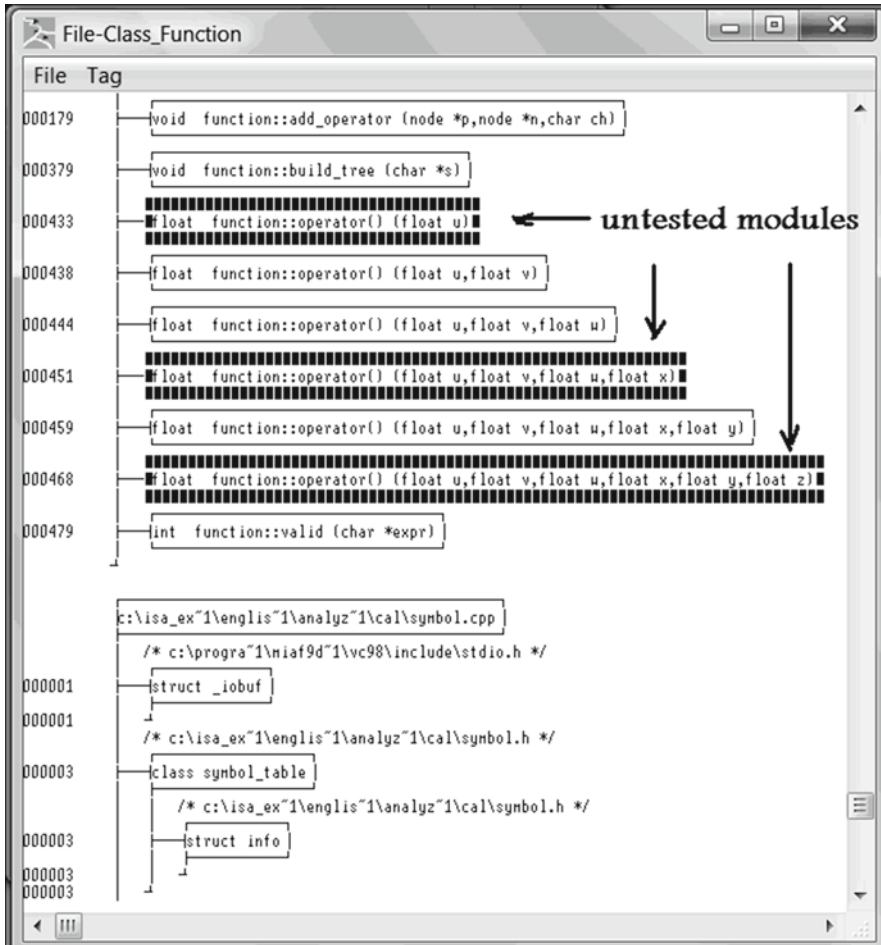 File-Class_Function
File Tag
000179 void function::add_operator (node *p,node *n,char ch)
000379 void function::build_tree (char *s)
000433 float function::operator() (float u)
untested modules
000438 float function::operator() (float u,float v)
000444 float function::operator() (float u,float v,float w)
000451 float function::operator() (float u,float v,float w,float x)
000459 float function::operator() (float u,float v,float w,float x,float y)
000468 float function::operator() (float u,float v,float w,float x,float y,float z)
000479 int function::valid (char *expr)
c:\isa_ex~1\englis~1\analyz~1\cal\symbol.cpp
/* c:\progra~1\miaf9d~1\vc98\include\stdio.h */
000001 struct _iobuf
000001
/* c:\isa_ex~1\englis~1\analyz~1\cal\symbol.h */
000003 class symbol_table
/* c:\isa_ex~1\englis~1\analyz~1\cal\symbol.h */
000003 struct info
000003
000003